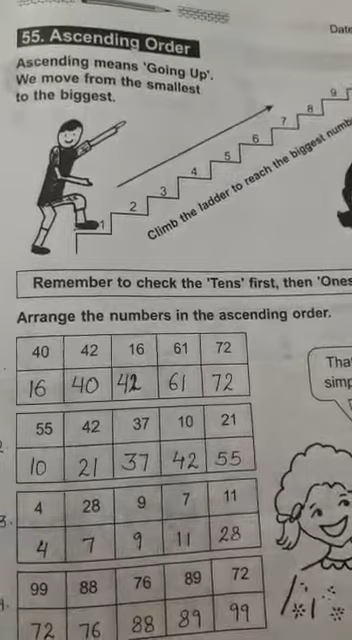 Date
55. Ascending Order
Ascending means 'Going Up'.
We move from the smallest
to the biggest.
1 2 3 4 5 6 7 8 9
Climb the ladder to reach the biggest numb
Remember to check the 'Tens' first, then 'Ones
Arrange the numbers in the ascending order.
40 42 16 61 72
16 40 42 61 72
Tha
simp
55 42 37 10 21
10 21 37 42 55
3. 4 28 9 7 11
4 7 9 11 28
99 88 76 89 72
72 76 88 89 99